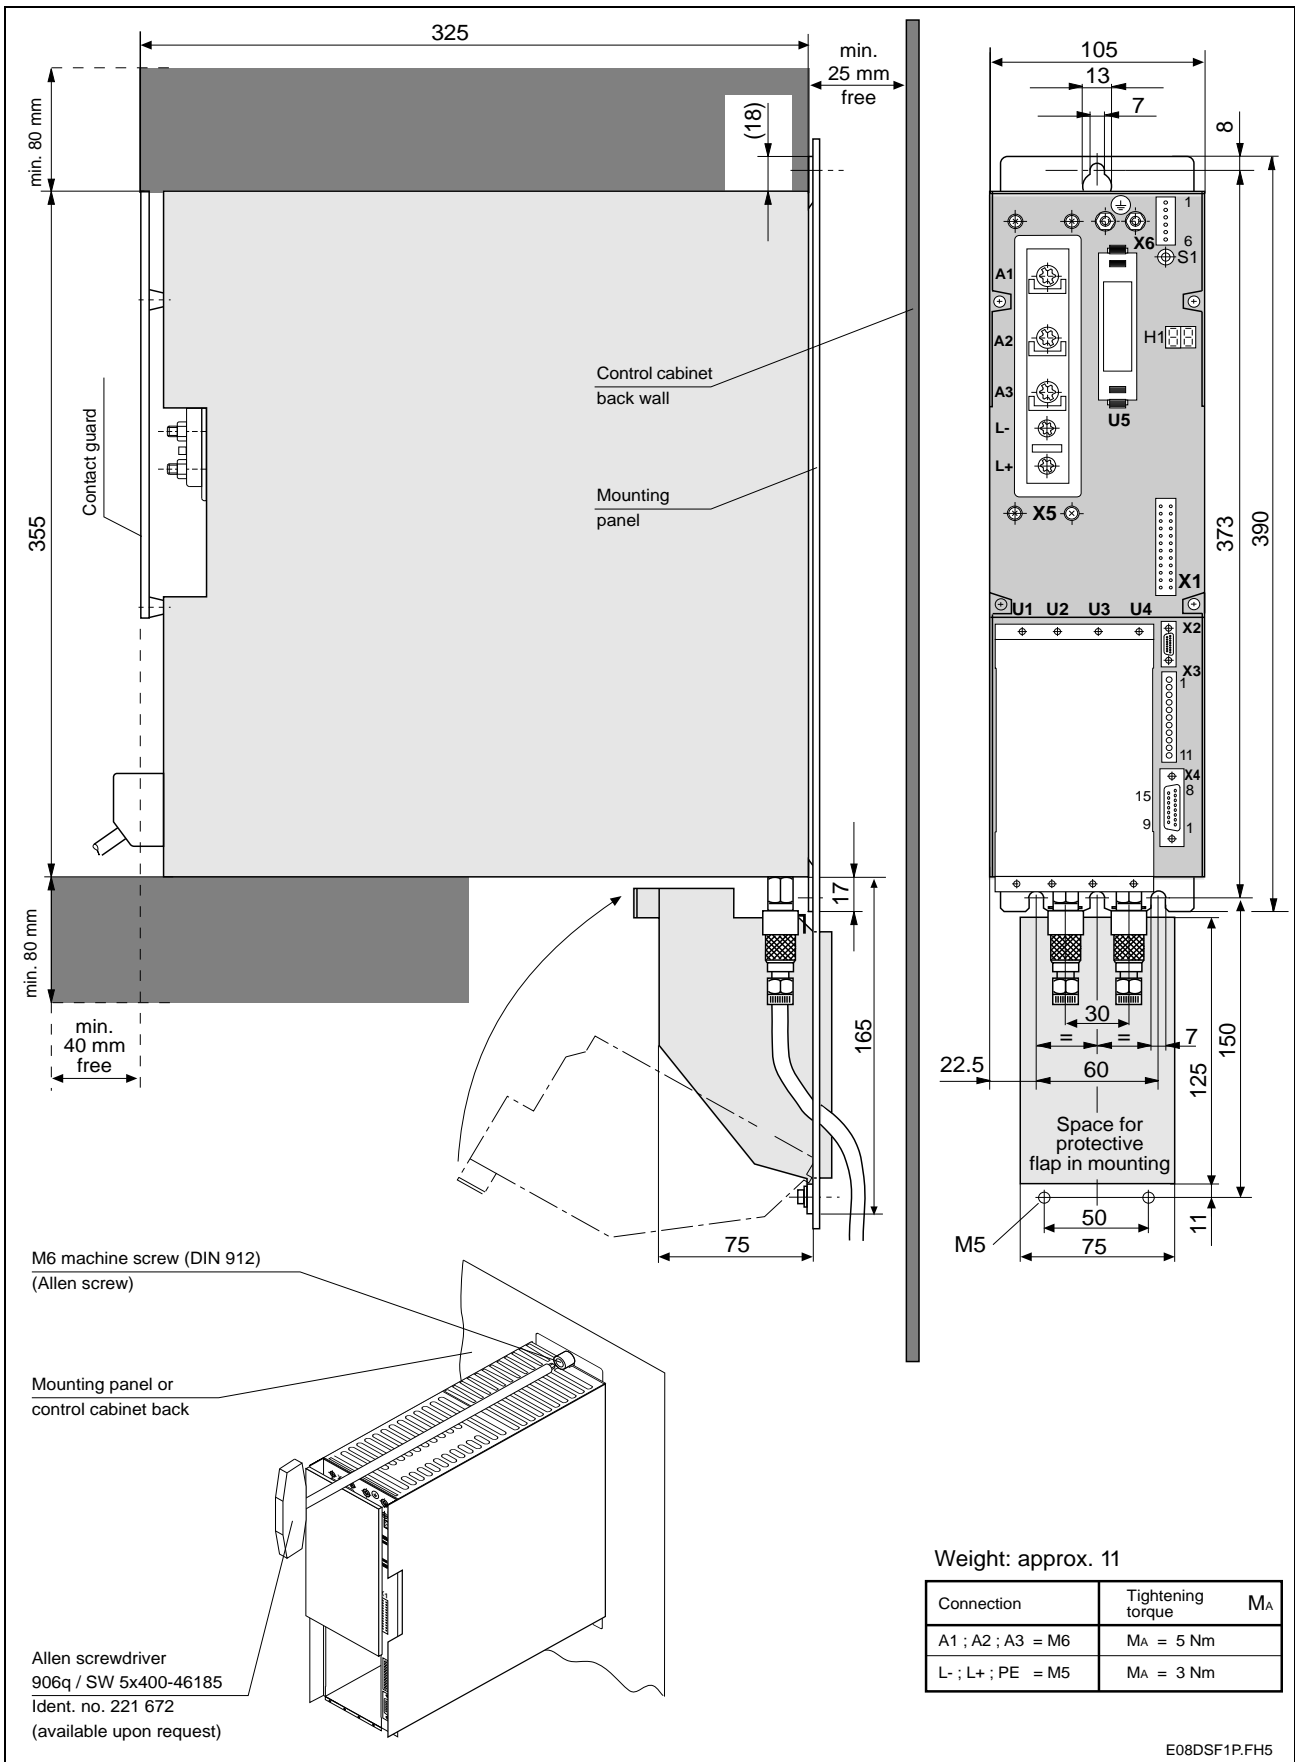 325
min.
25 mm
free
105
13
7
8
min. 80 mm
(18)
1
X6
6
S1
A1
A2
H1
A3
U5
L-
L+
X5
Control cabinet
back wall
Contact guard
Mounting
panel
355
373
390
X1
U1 U2 U3 U4
X2
X3
1
11
X4
15
8
9
1
min. 80 mm
17
min.
40 mm
free
165
30
= =
7
22.5
60
125
150
Space for
protective
flap in mounting
M5
50
11
75
75
M6 machine screw (DIN 912)
(Allen screw)
Mounting panel or
control cabinet back
Allen screwdriver
906q / SW 5x400-46185
Ident. no. 221 672
(available upon request)
Weight: approx. 11
Connection Tightening torque MA
A1 ; A2 ; A3 = M6 MA = 5 Nm
L- ; L+ ; PE = M5 MA = 3 Nm
E08DSF1P.FH5